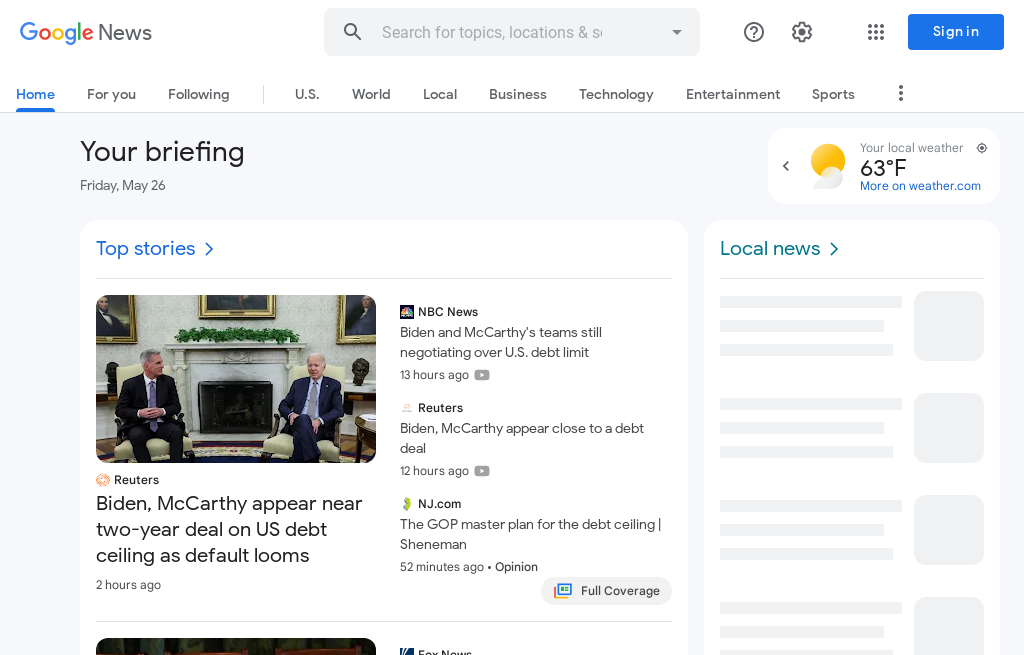 Google News
Search for topics, locations & s
Sign in
Home
For you
Following
U.S.
World
Local
Business
Technology
Entertainment
Sports
Your briefing
Friday, May 26
Your local weather
63°F
More on weather.com
Top stories
Reuters
Biden, McCarthy appear near
two-year deal on US debt
ceiling as default looms
2 hours ago
NBC News
Biden and McCarthy's teams still
negotiating over U.S. debt limit
13 hours ago
Reuters
Biden, McCarthy appear close to a debt
deal
12 hours ago
NJ.com
The GOP master plan for the debt ceiling |
Sheneman
52 minutes ago • Opinion
Full Coverage
Fox News
Local news